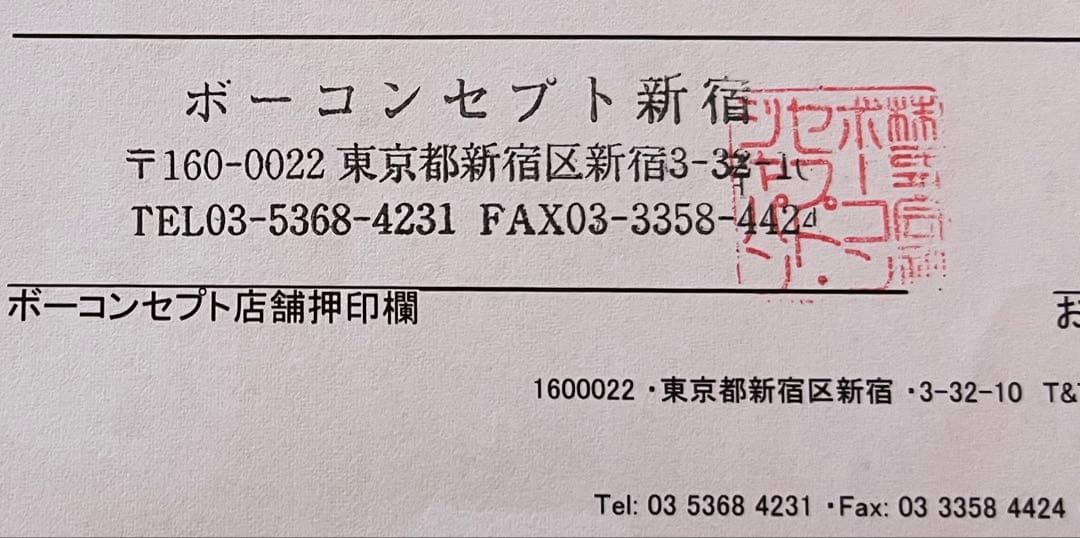 ボーコンセプト新宿
〒160-0022 東京都新宿区新宿3-32-10
TEL03-5368-4231 FAX03-3358-4424
ボーコンセプト店舗押印欄
お
1600022 ・東京都新宿区新宿 ・3-32-10 T&
Tel: 03 5368 4231 ・Fax: 03 3358 4424